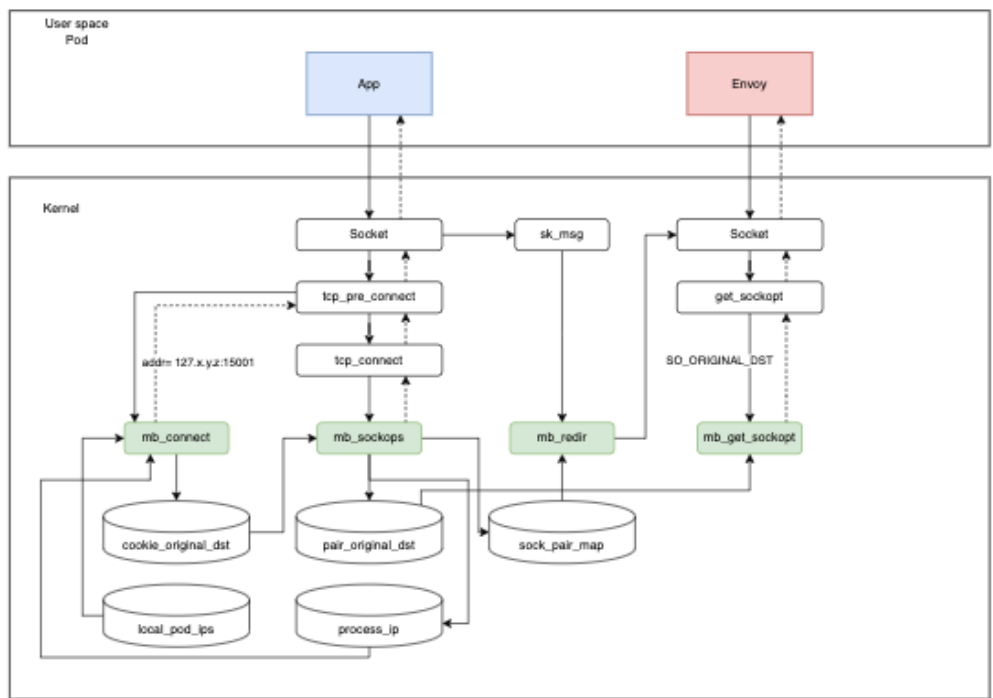 User space
Pod
App
Envoy
Kernel
Socket
sk_msg
Socket
tcp_pre_connect
get_sockopt
addr= 127.x.y.z:15001
tcp_connect
SO_ORIGINAL_DST
mb_connect
mb_sockops
mb_redir
mb_get_sockopt
cookie_original_dst
pair_original_dst
sock_pair_map
local_pod_ips
process_ip